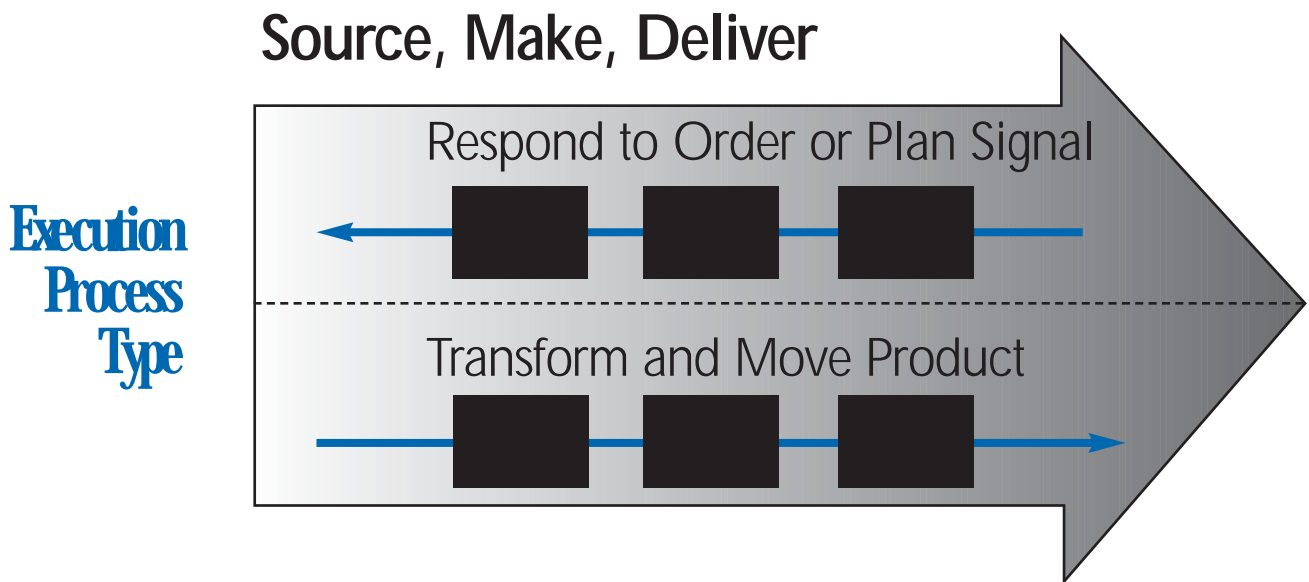 Source, Make, Deliver
Respond to Order or Plan Signal
Execution
Process
Type
Transform and Move Product